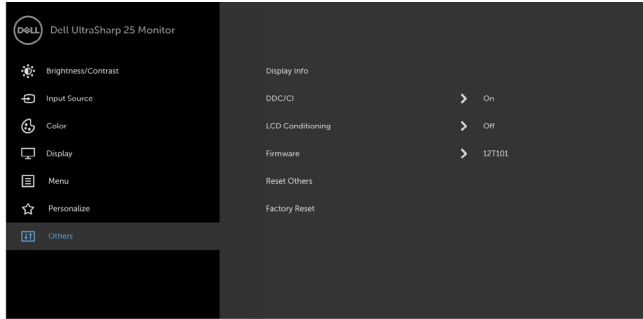 DELL Dell UltraSharp 25 Monitor
Brightness/Contrast
Display Info
Input Source
DDC/CI
On
Color
LCD Conditioning
Off
Display
Firmware
12T101
Menu
Reset Others
Personalize
Factory Reset
Others